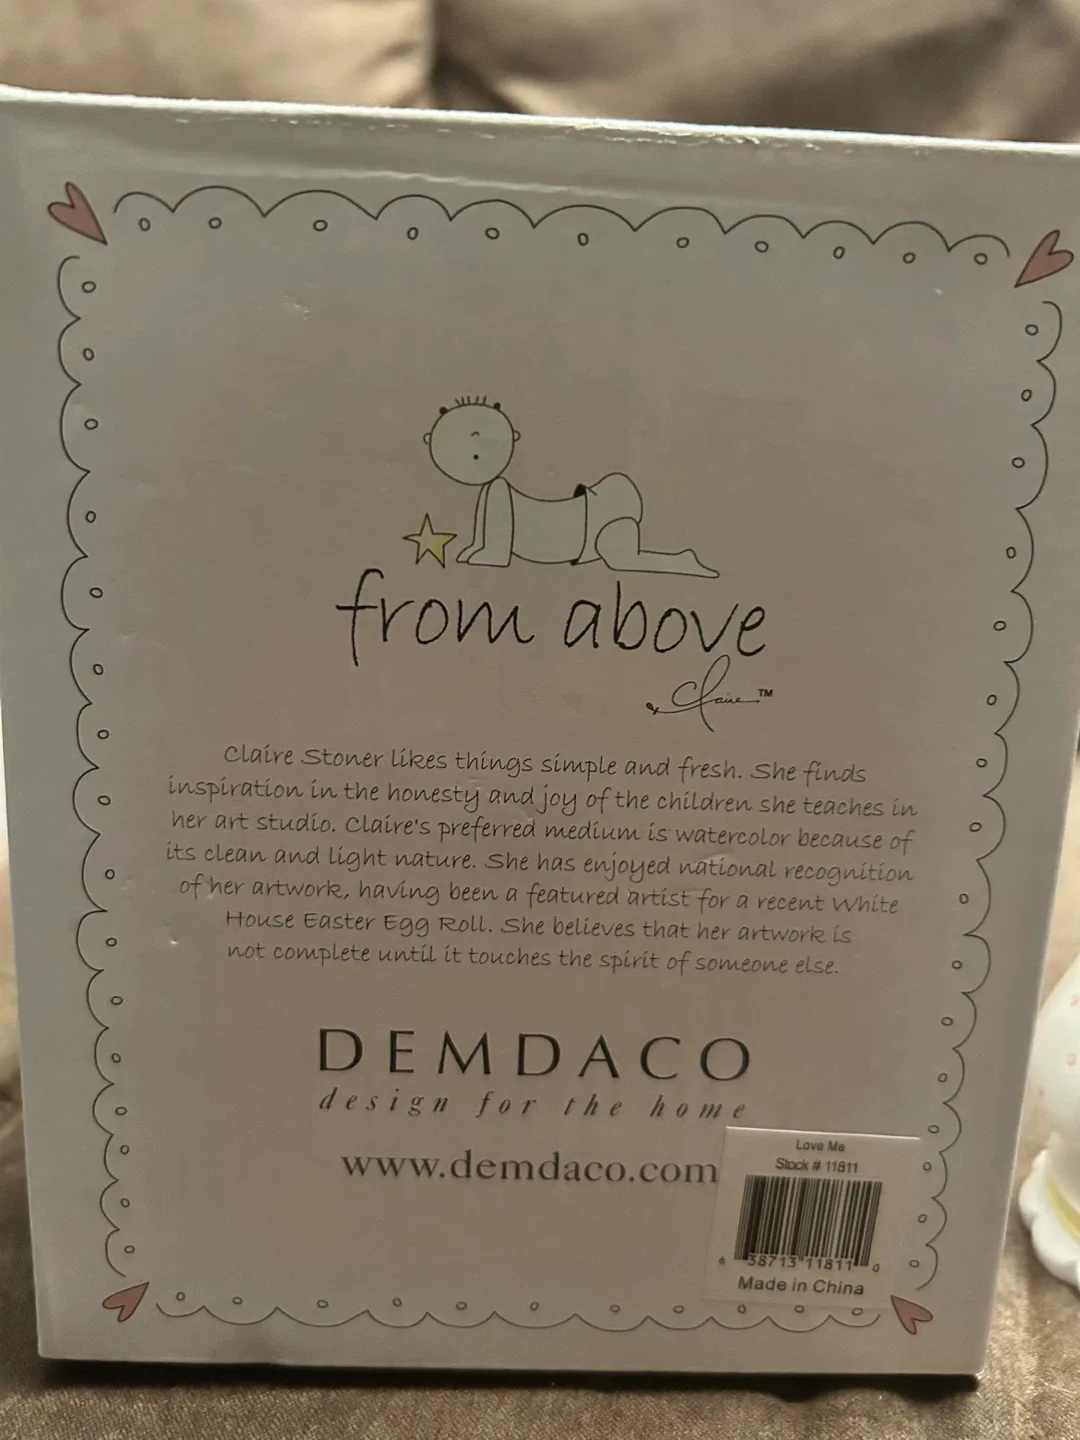 from above
Claire™
Claire Stoner likes things simple and fresh. She finds
inspiration in the honesty and joy of the children she teaches in
her art studio. Claire's preferred medium is watercolor because of
its clean and light nature. She has enjoyed national recognition
of her artwork, having been a featured artist for a recent White
House Easter Egg Roll. She believes that her artwork is
not complete until it touches the spirit of someone else.
DEMDACO
design for the home
www.demdaco.com
Love Me
Stock # 11811
6 38713 11811 0
Made in China